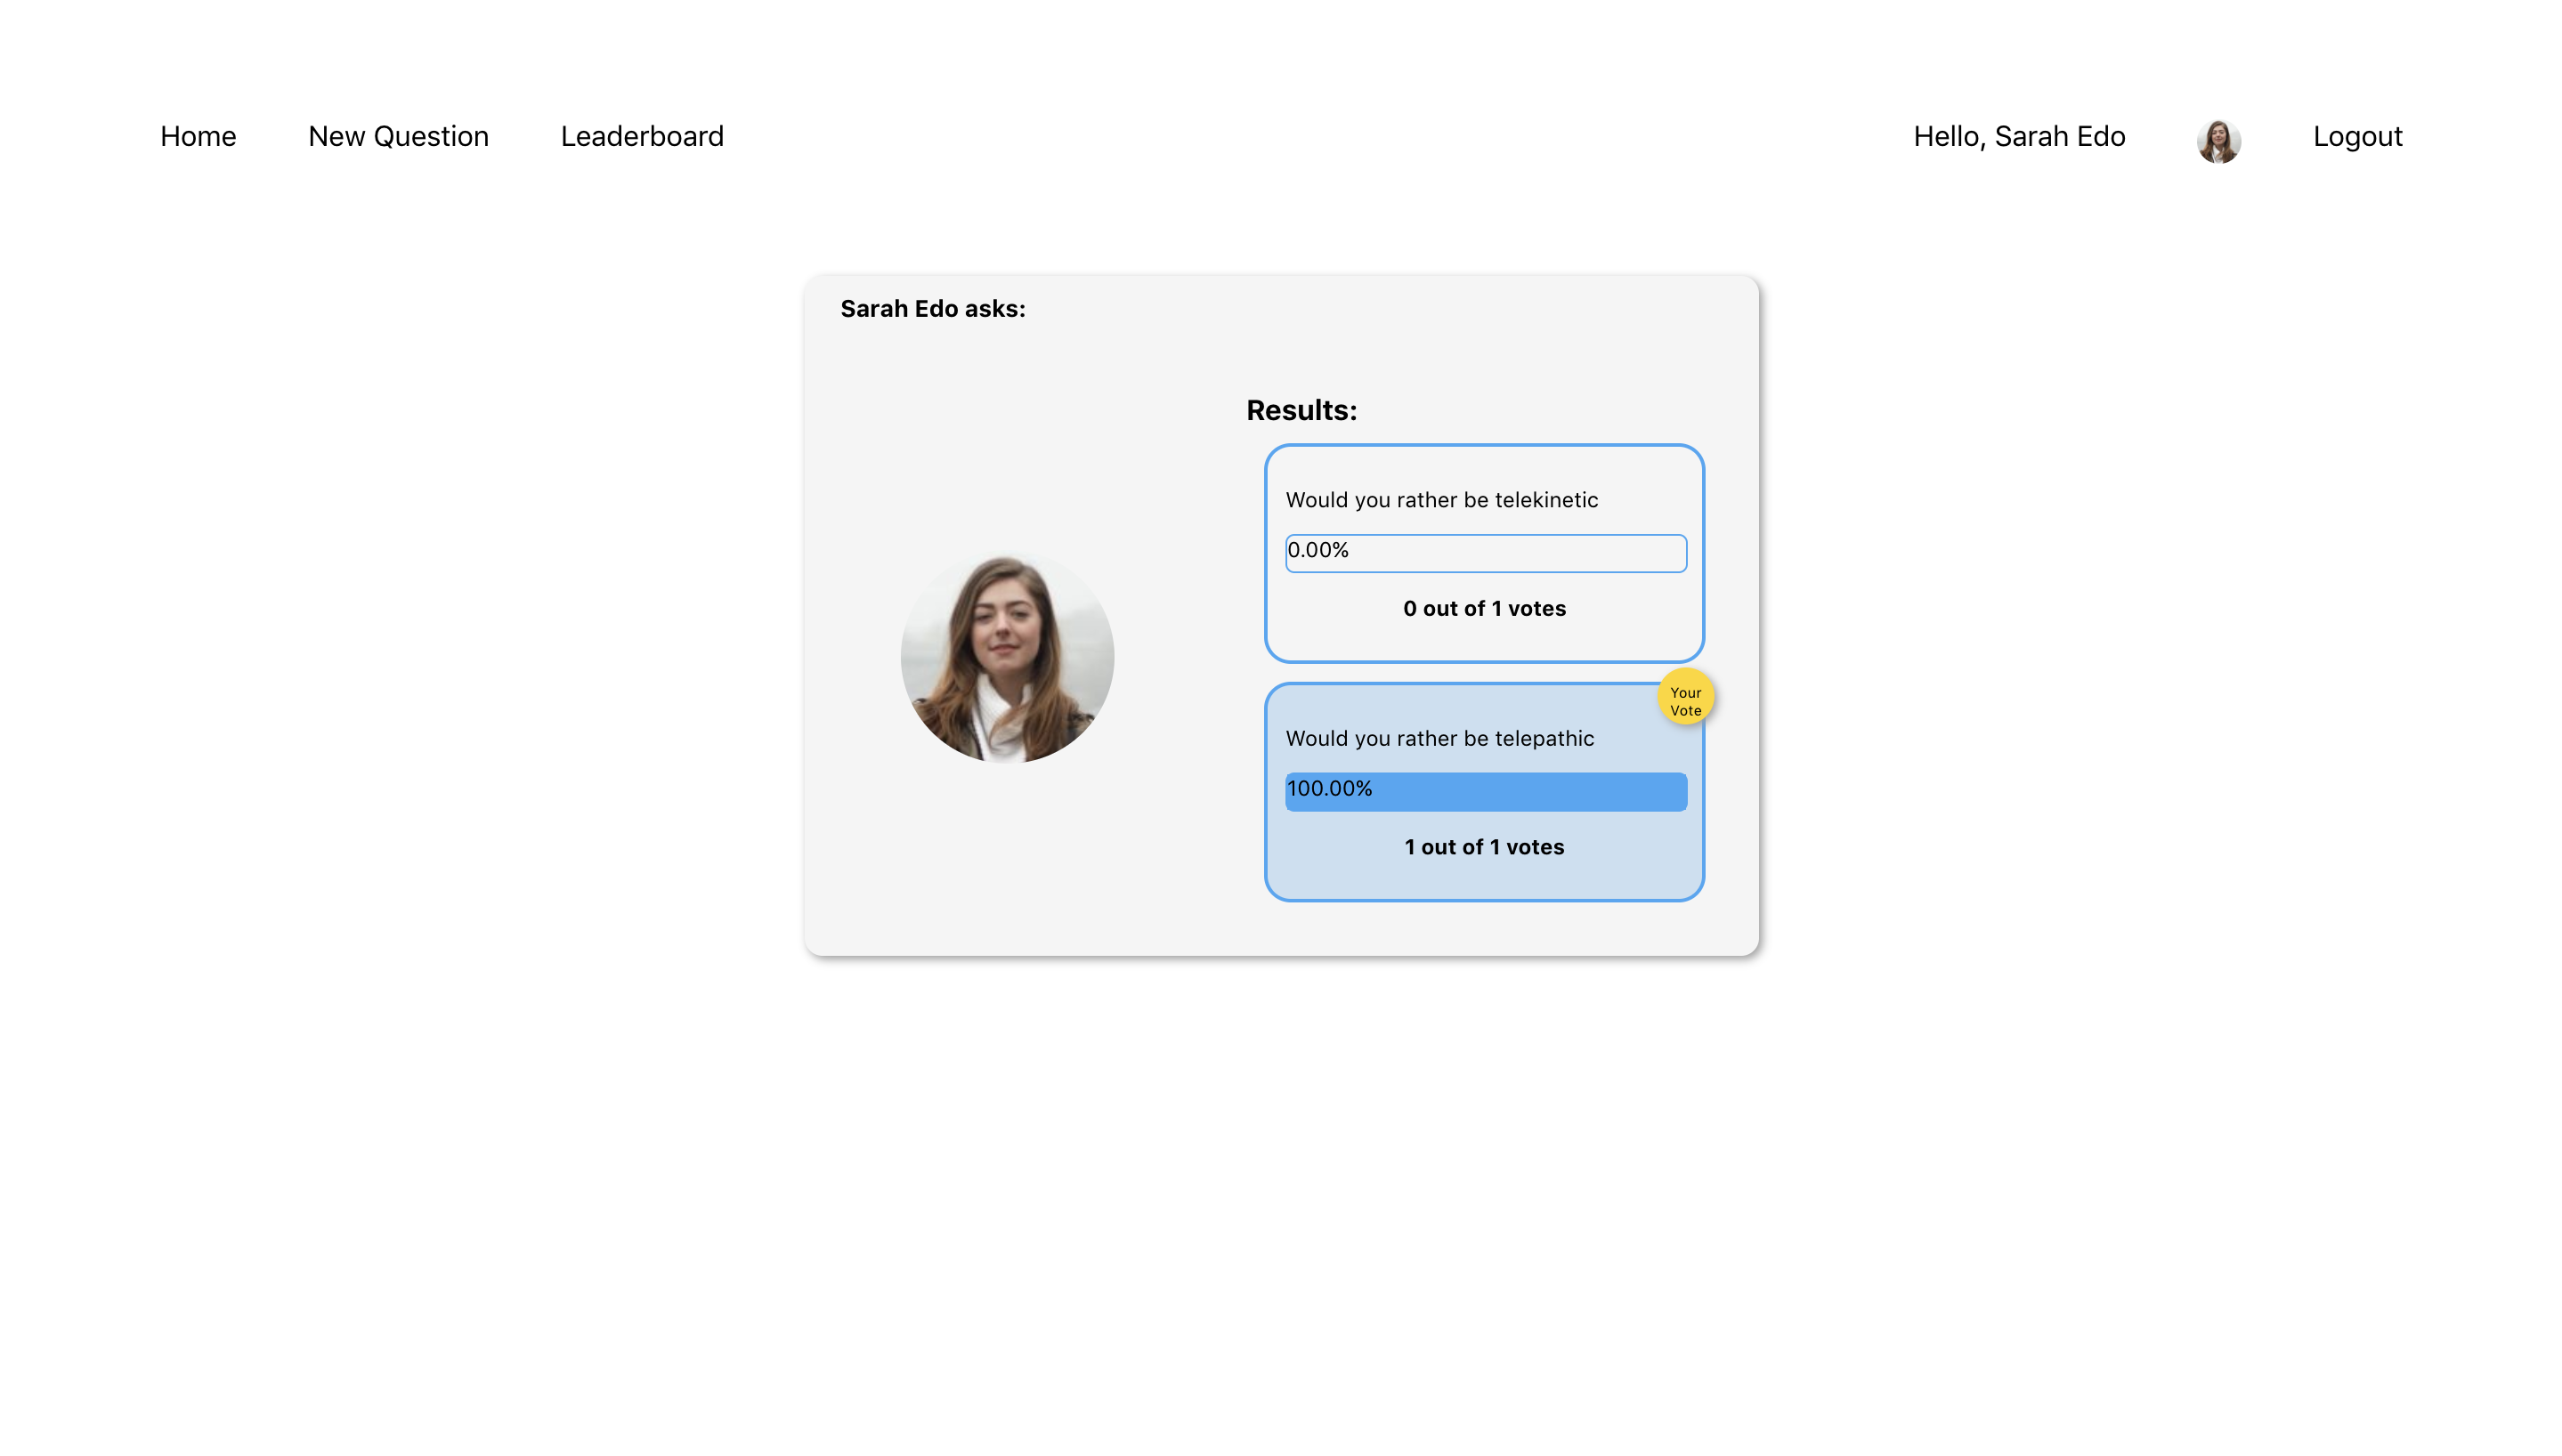 Home New Question Leaderboard Hello, Sarah Edo Logout
Sarah Edo asks:
Results:
Would you rather be telekinetic
0.00%
0 out of 1 votes
Your
Vote
Would you rather be telepathic
100.00%
1 out of 1 votes